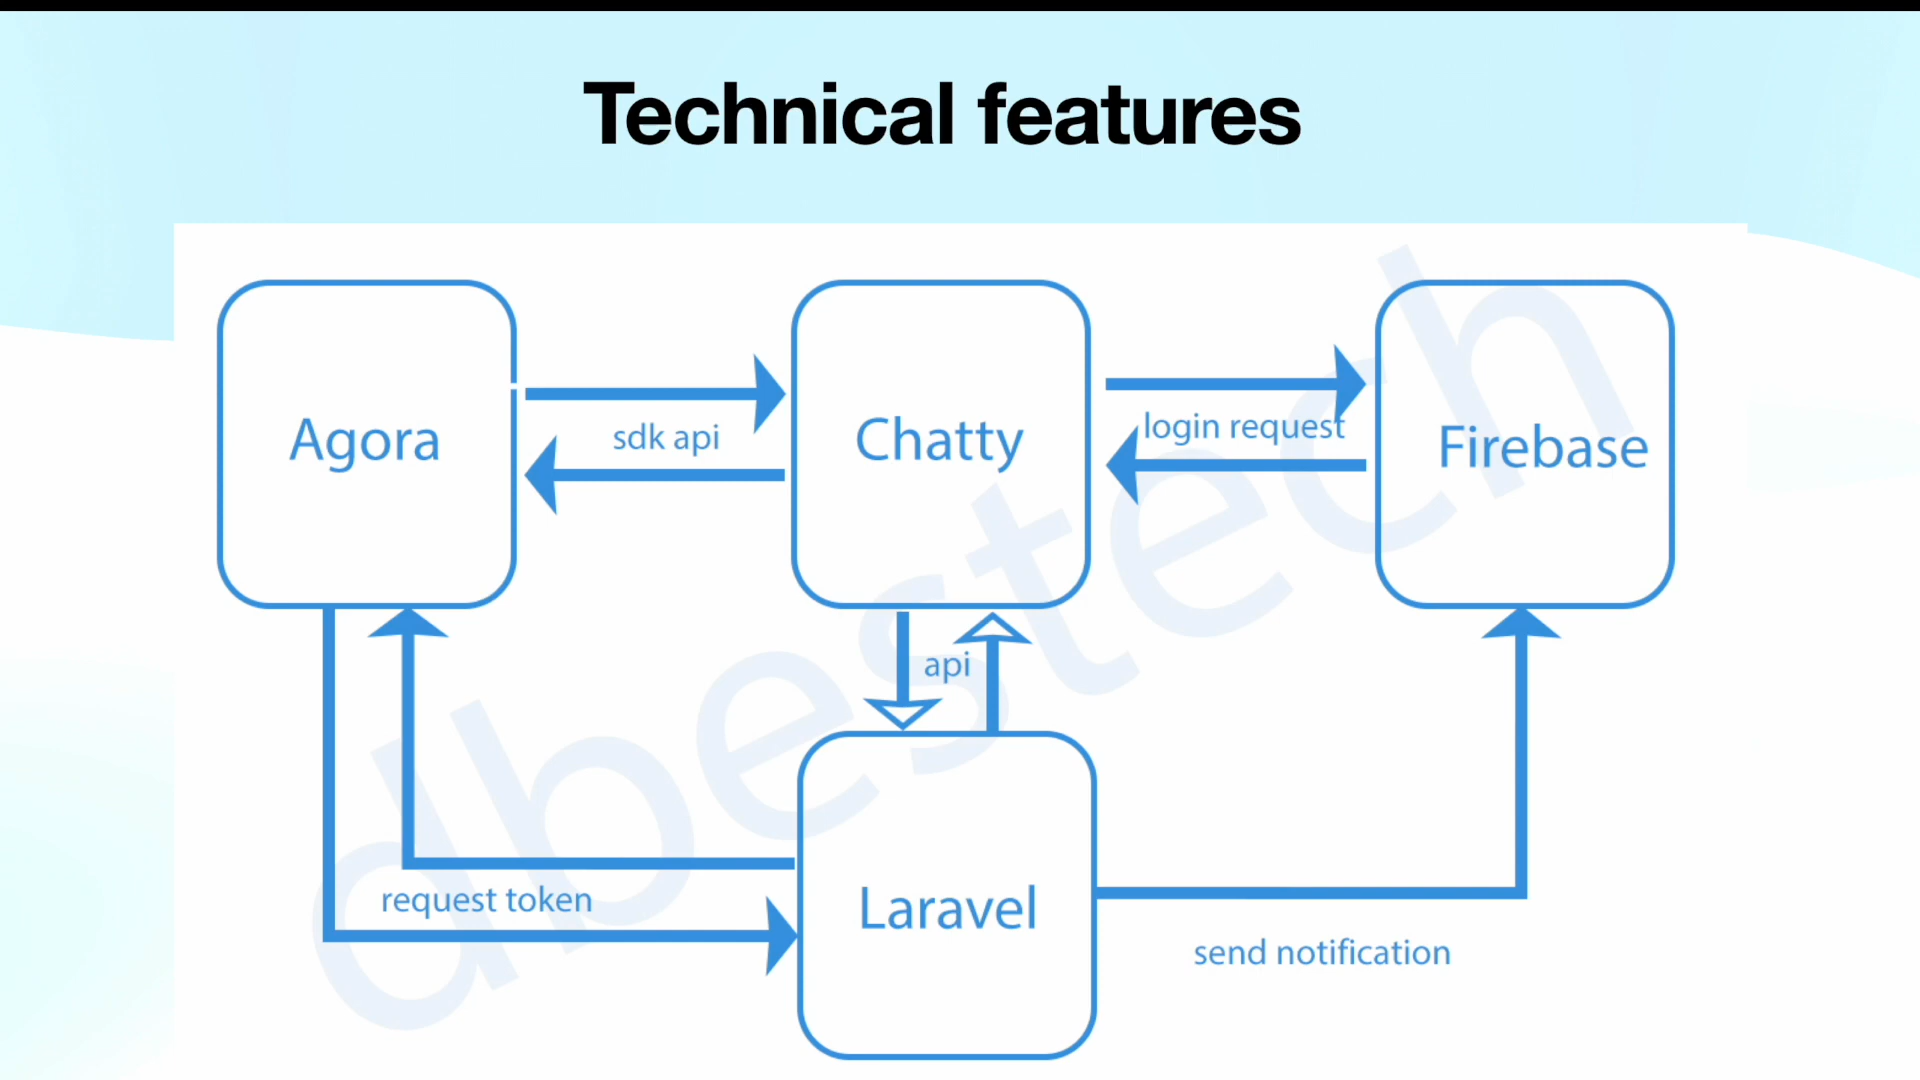 Technical features
Agora
sdk api
Chatty
login request
Firebase
api
request token
Laravel
send notification
dbestech